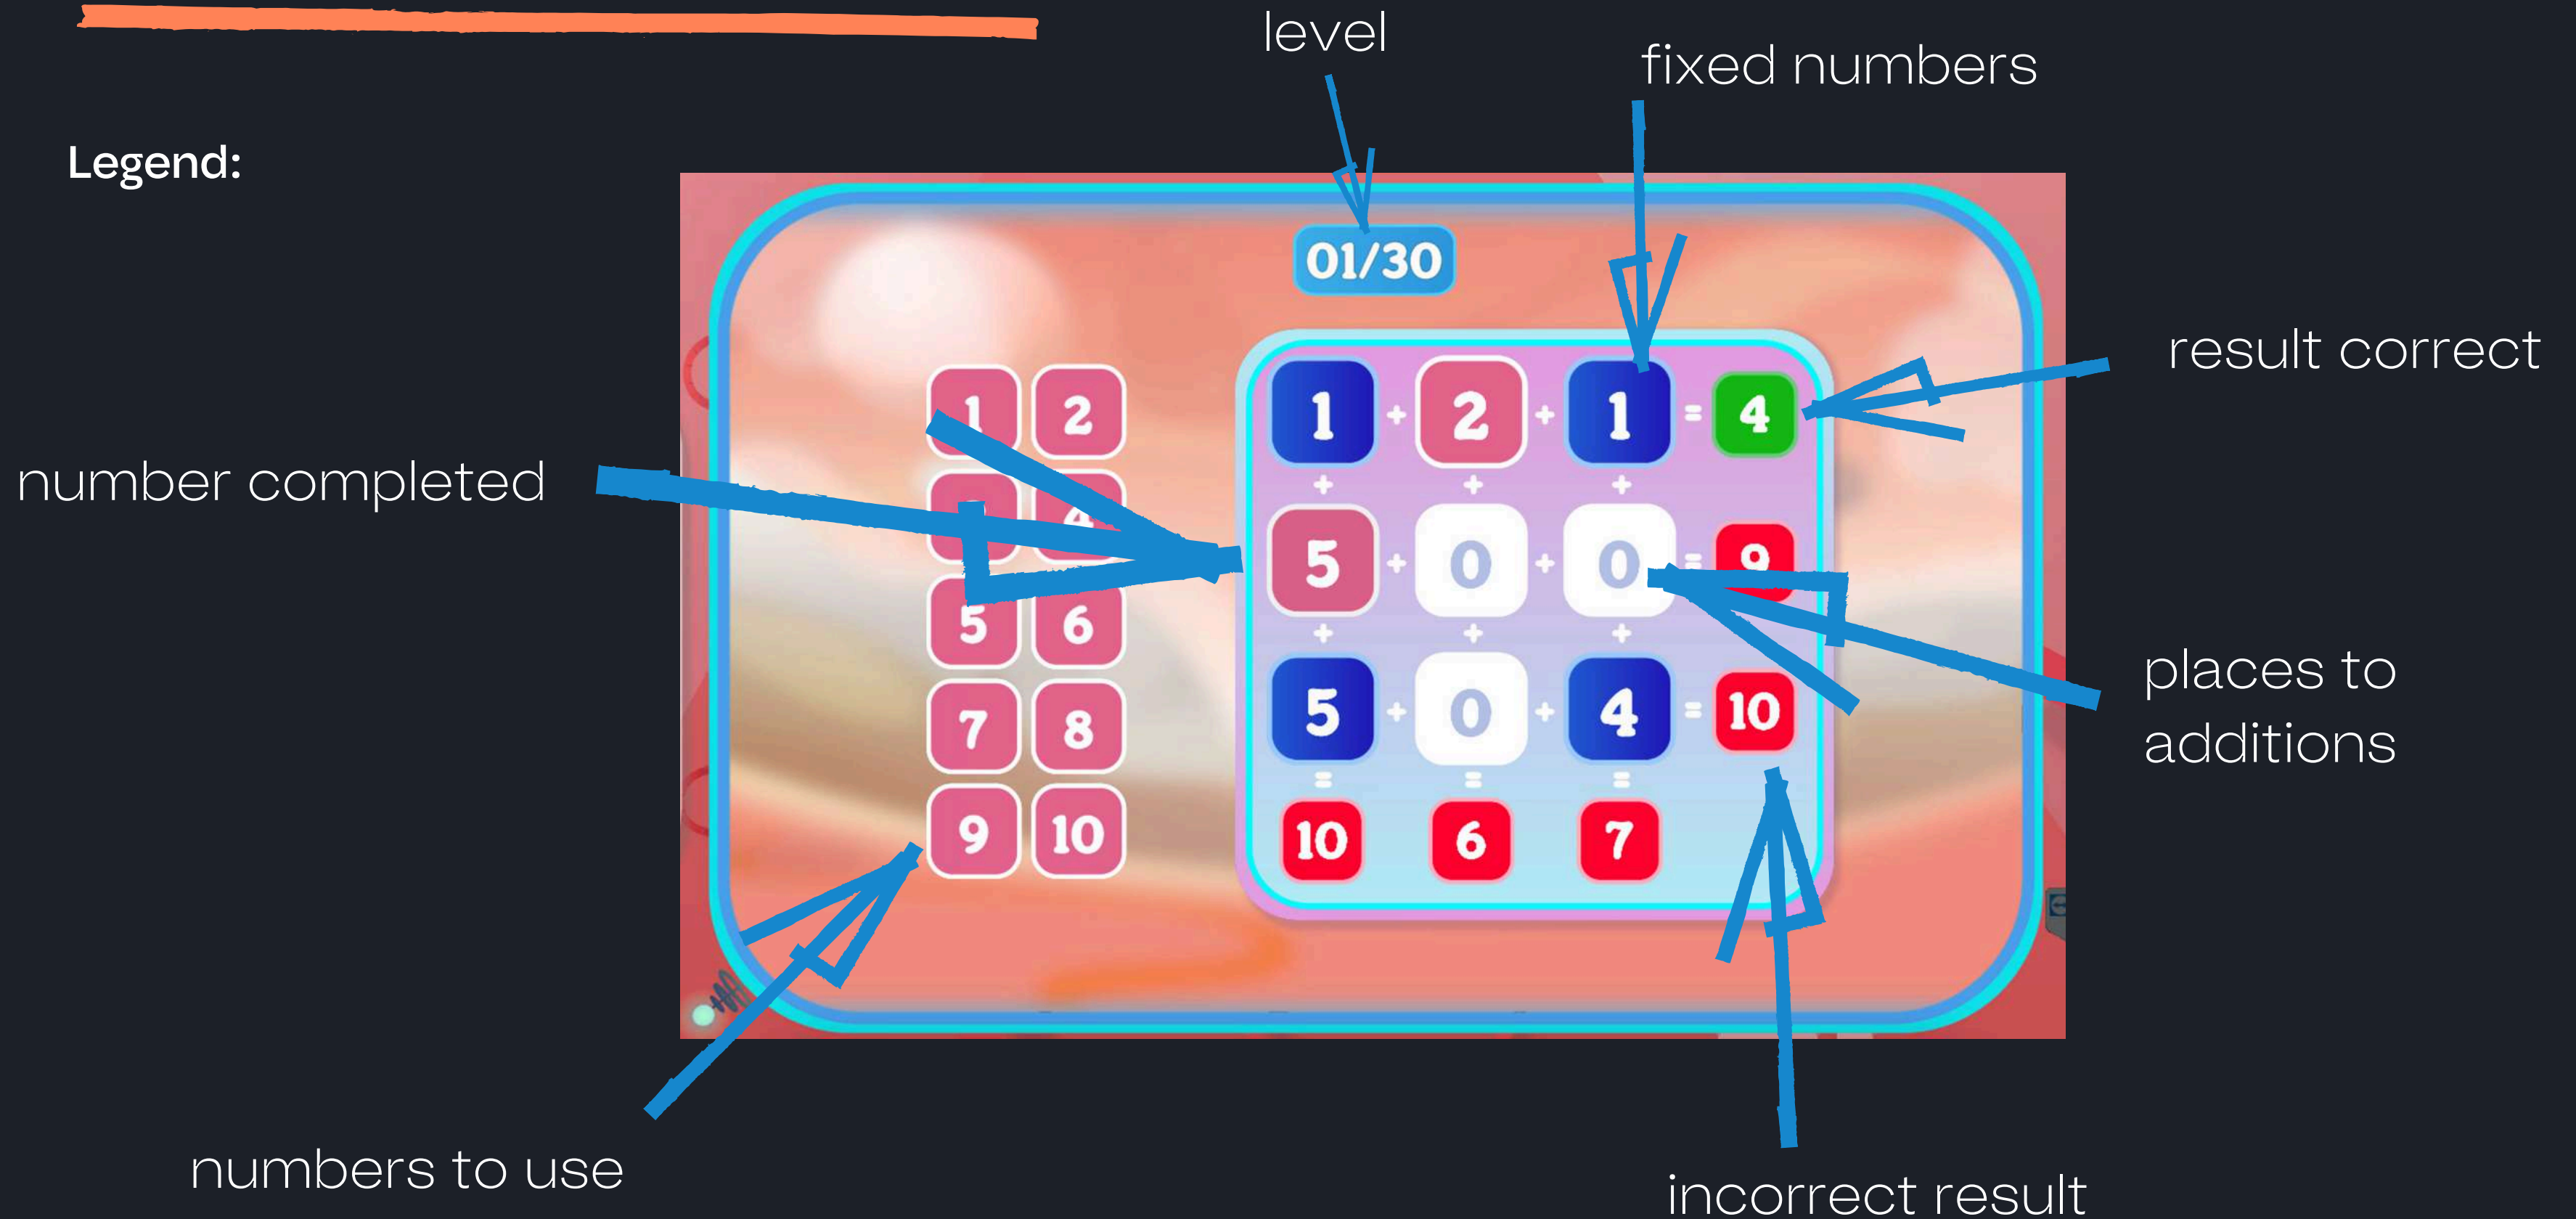 level
fixed numbers
Legend:
01/30
result correct
1 2
1 + 2 + 1 = 4
+ + +
number completed
4
5 + 0 + 0 = 9
5 6
+ + +
places to
additions
7 8
5 + 0 + 4 = 10
= = =
9 10
10 6 7
numbers to use
incorrect result